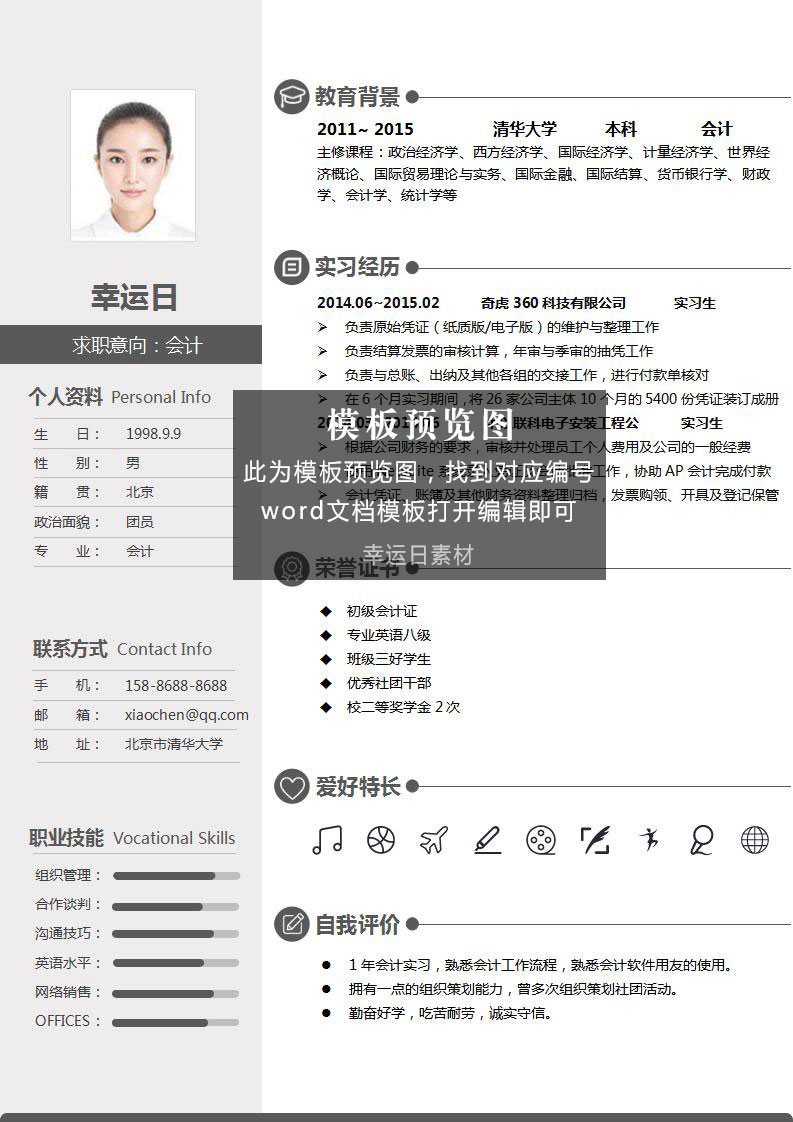 幸运日
求职意向：会计
个人资料 Personal Info
生 日： 1998.9.9
性 别： 男
籍 贯： 北京
政治面貌： 团员
专 业： 会计
联系方式 Contact Info
手 机： 158-8688-8688
邮 箱： xiaochen@qq.com
地 址： 北京市清华大学
职业技能 Vocational Skills
组织管理：
合作谈判：
沟通技巧：
英语水平：
网络销售：
OFFICES：
教育背景
2011~ 2015 清华大学 本科 会计
主修课程：政治经济学、西方经济学、国际经济学、计量经济学、世界经
济概论、国际贸易理论与实务、国际金融、国际结算、货币银行学、财政
学、会计学、统计学等
实习经历
2014.06~2015.02 奇虎 360 科技有限公司 实习生
负责原始凭证（纸质版/电子版）的维护与整理工作
负责结算发票的审核计算，年审与季审的抽凭工作
负责与总账、出纳及其他各组的交接工作，进行付款单核对
在 6 个月实习期间，将 26 家公司主体 10 个月的 5400 份凭证装订成册
联科电子安装工程公 实习生
根据公司财务的要求，审核并处理员工个人费用及公司的一般经费
工作，协助 AP 会计完成付款
会计凭证、账簿及其他财务资料整理归档，发票购领、开具及登记保管
模板预览图
此为模板预览图，找到对应编号
word文档模板打开编辑即可
幸运日素材
荣誉证书
初级会计证
专业英语八级
班级三好学生
优秀社团干部
校二等奖学金 2 次
爱好特长
自我评价
1 年会计实习，熟悉会计工作流程，熟悉会计软件用友的使用。
拥有一点的组织策划能力，曾多次组织策划社团活动。
勤奋好学，吃苦耐劳，诚实守信。